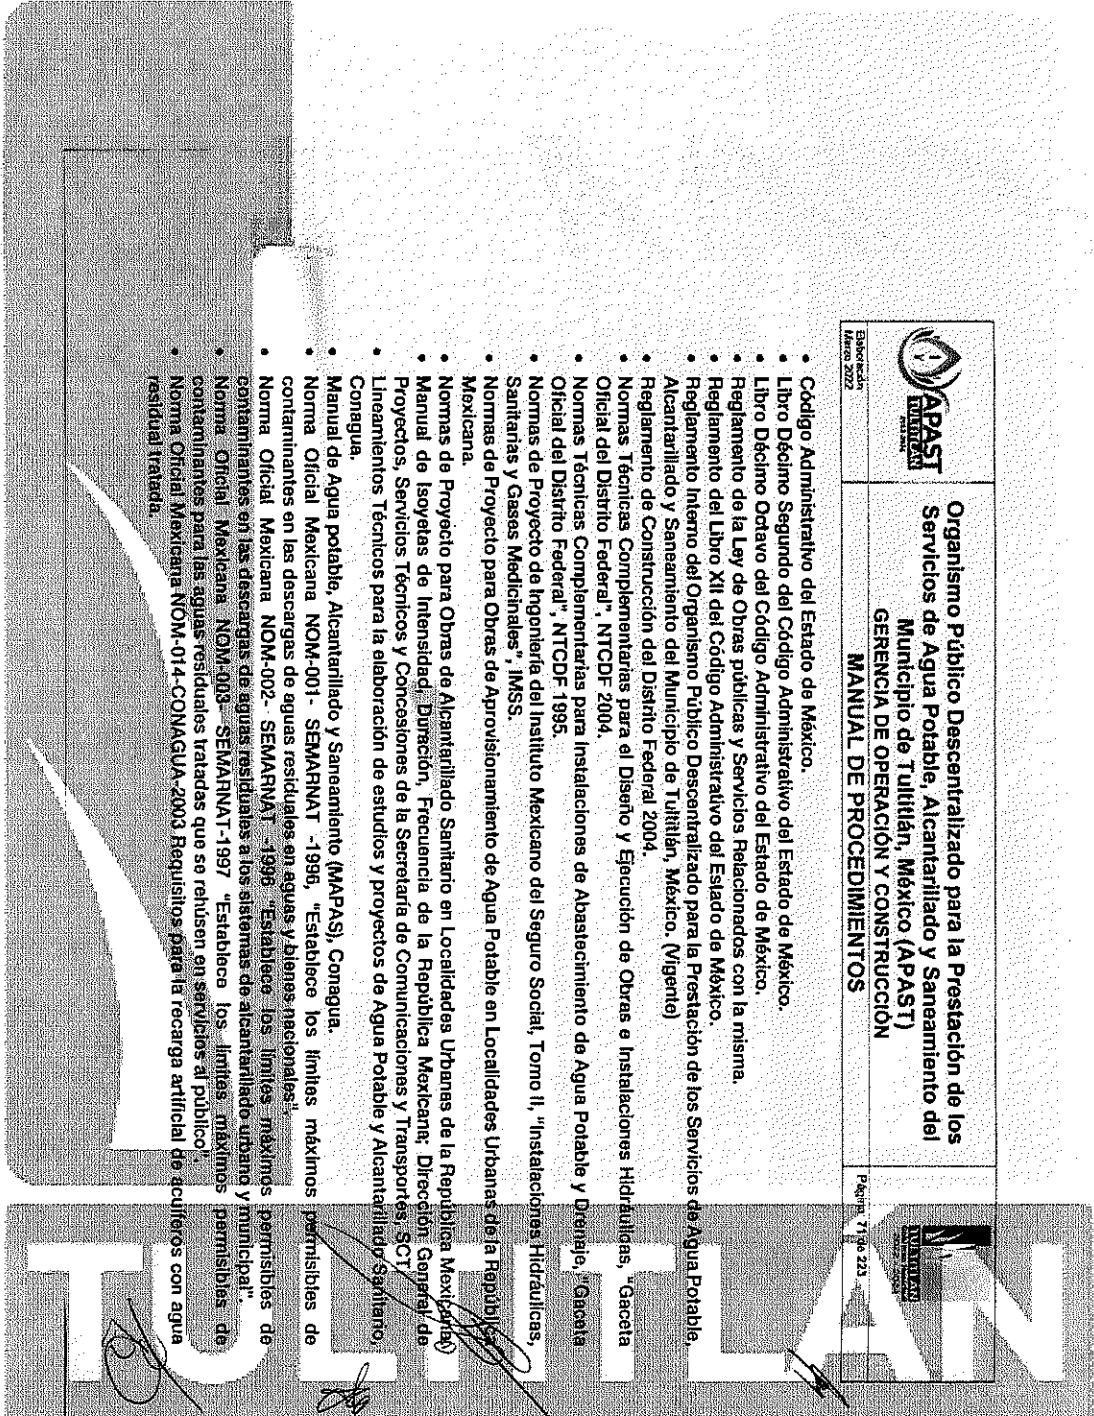 APAST
TULTITLÁN
2022-2024
Organismo Público Descentralizado para la Prestación de los
Servicios de Agua Potable, Alcantarillado y Saneamiento del
Municipio de Tultitlán, México (APAST)
GERENCIA DE OPERACIÓN Y CONSTRUCCIÓN
MANUAL DE PROCEDIMIENTOS
TULTITLÁN
Elaboración:
Marzo 2022
Página 71 de 223
• Código Administrativo del Estado de México.
• Libro Décimo Segundo del Código Administrativo del Estado de México.
• Libro Décimo Octavo del Código Administrativo del Estado de México.
• Reglamento de la Ley de Obras públicas y Servicios Relacionados con la misma.
• Reglamento del Libro XII del Código Administrativo del Estado de México.
• Reglamento Interno del Organismo Público Descentralizado para la Prestación de los Servicios de Agua Potable,
Alcantarillado y Saneamiento del Municipio de Tultitlán, México. (Vigente)
• Reglamento de Construcción del Distrito Federal 2004.
• Normas Técnicas Complementarias para el Diseño y Ejecución de Obras e Instalaciones Hidráulicas, "Gaceta
Oficial del Distrito Federal", NTCDF 2004.
• Normas Técnicas Complementarias para Instalaciones de Abastecimiento de Agua Potable y Drenaje, "Gaceta
Oficial del Distrito Federal", NTCDF 1995.
• Normas de Proyecto de Ingeniería del Instituto Mexicano del Seguro Social, Tomo II, "Instalaciones Hidráulicas,
Sanitarias y Gases Medicinales", IMSS.
• Normas de Proyecto para Obras de Aprovisionamiento de Agua Potable en Localidades Urbanas de la República
Mexicana.
• Normas de Proyecto para Obras de Alcantarillado Sanitario en Localidades Urbanas de la República Mexicana
• Manual de Isoyetas de Intensidad, Duración, Frecuencia de la República Mexicana; Dirección General de
Proyectos, Servicios Técnicos y Concesiones de la Secretaría de Comunicaciones y Transportes, SCT
• Lineamientos Técnicos para la elaboración de estudios y proyectos de Agua Potable y Alcantarillado Sanitario,
Conagua.
• Manual de Agua potable, Alcantarillado y Saneamiento (MAPAS), Conagua.
• Norma Oficial Mexicana NOM-001- SEMARNAT -1996, "Establece los límites máximos permisibles de
contaminantes en las descargas de aguas residuales en aguas y bienes nacionales".
• Norma Oficial Mexicana NOM-002- SEMARNAT -1996 "Establece los límites máximos permisibles de
contaminantes en las descargas de aguas residuales a los sistemas de alcantarillado urbano y municipal".
• Norma Oficial Mexicana NOM-003- SEMARNAT-1997 "Establece los límites máximos permisibles de
contaminantes para las aguas residuales tratadas que se rehúsen en servicios al público".
• Norma Oficial Mexicana NOM-014-CONAGUA-2003 Requisitos para la recarga artificial de acuíferos con agua
residual tratada.
TULTITLÁN